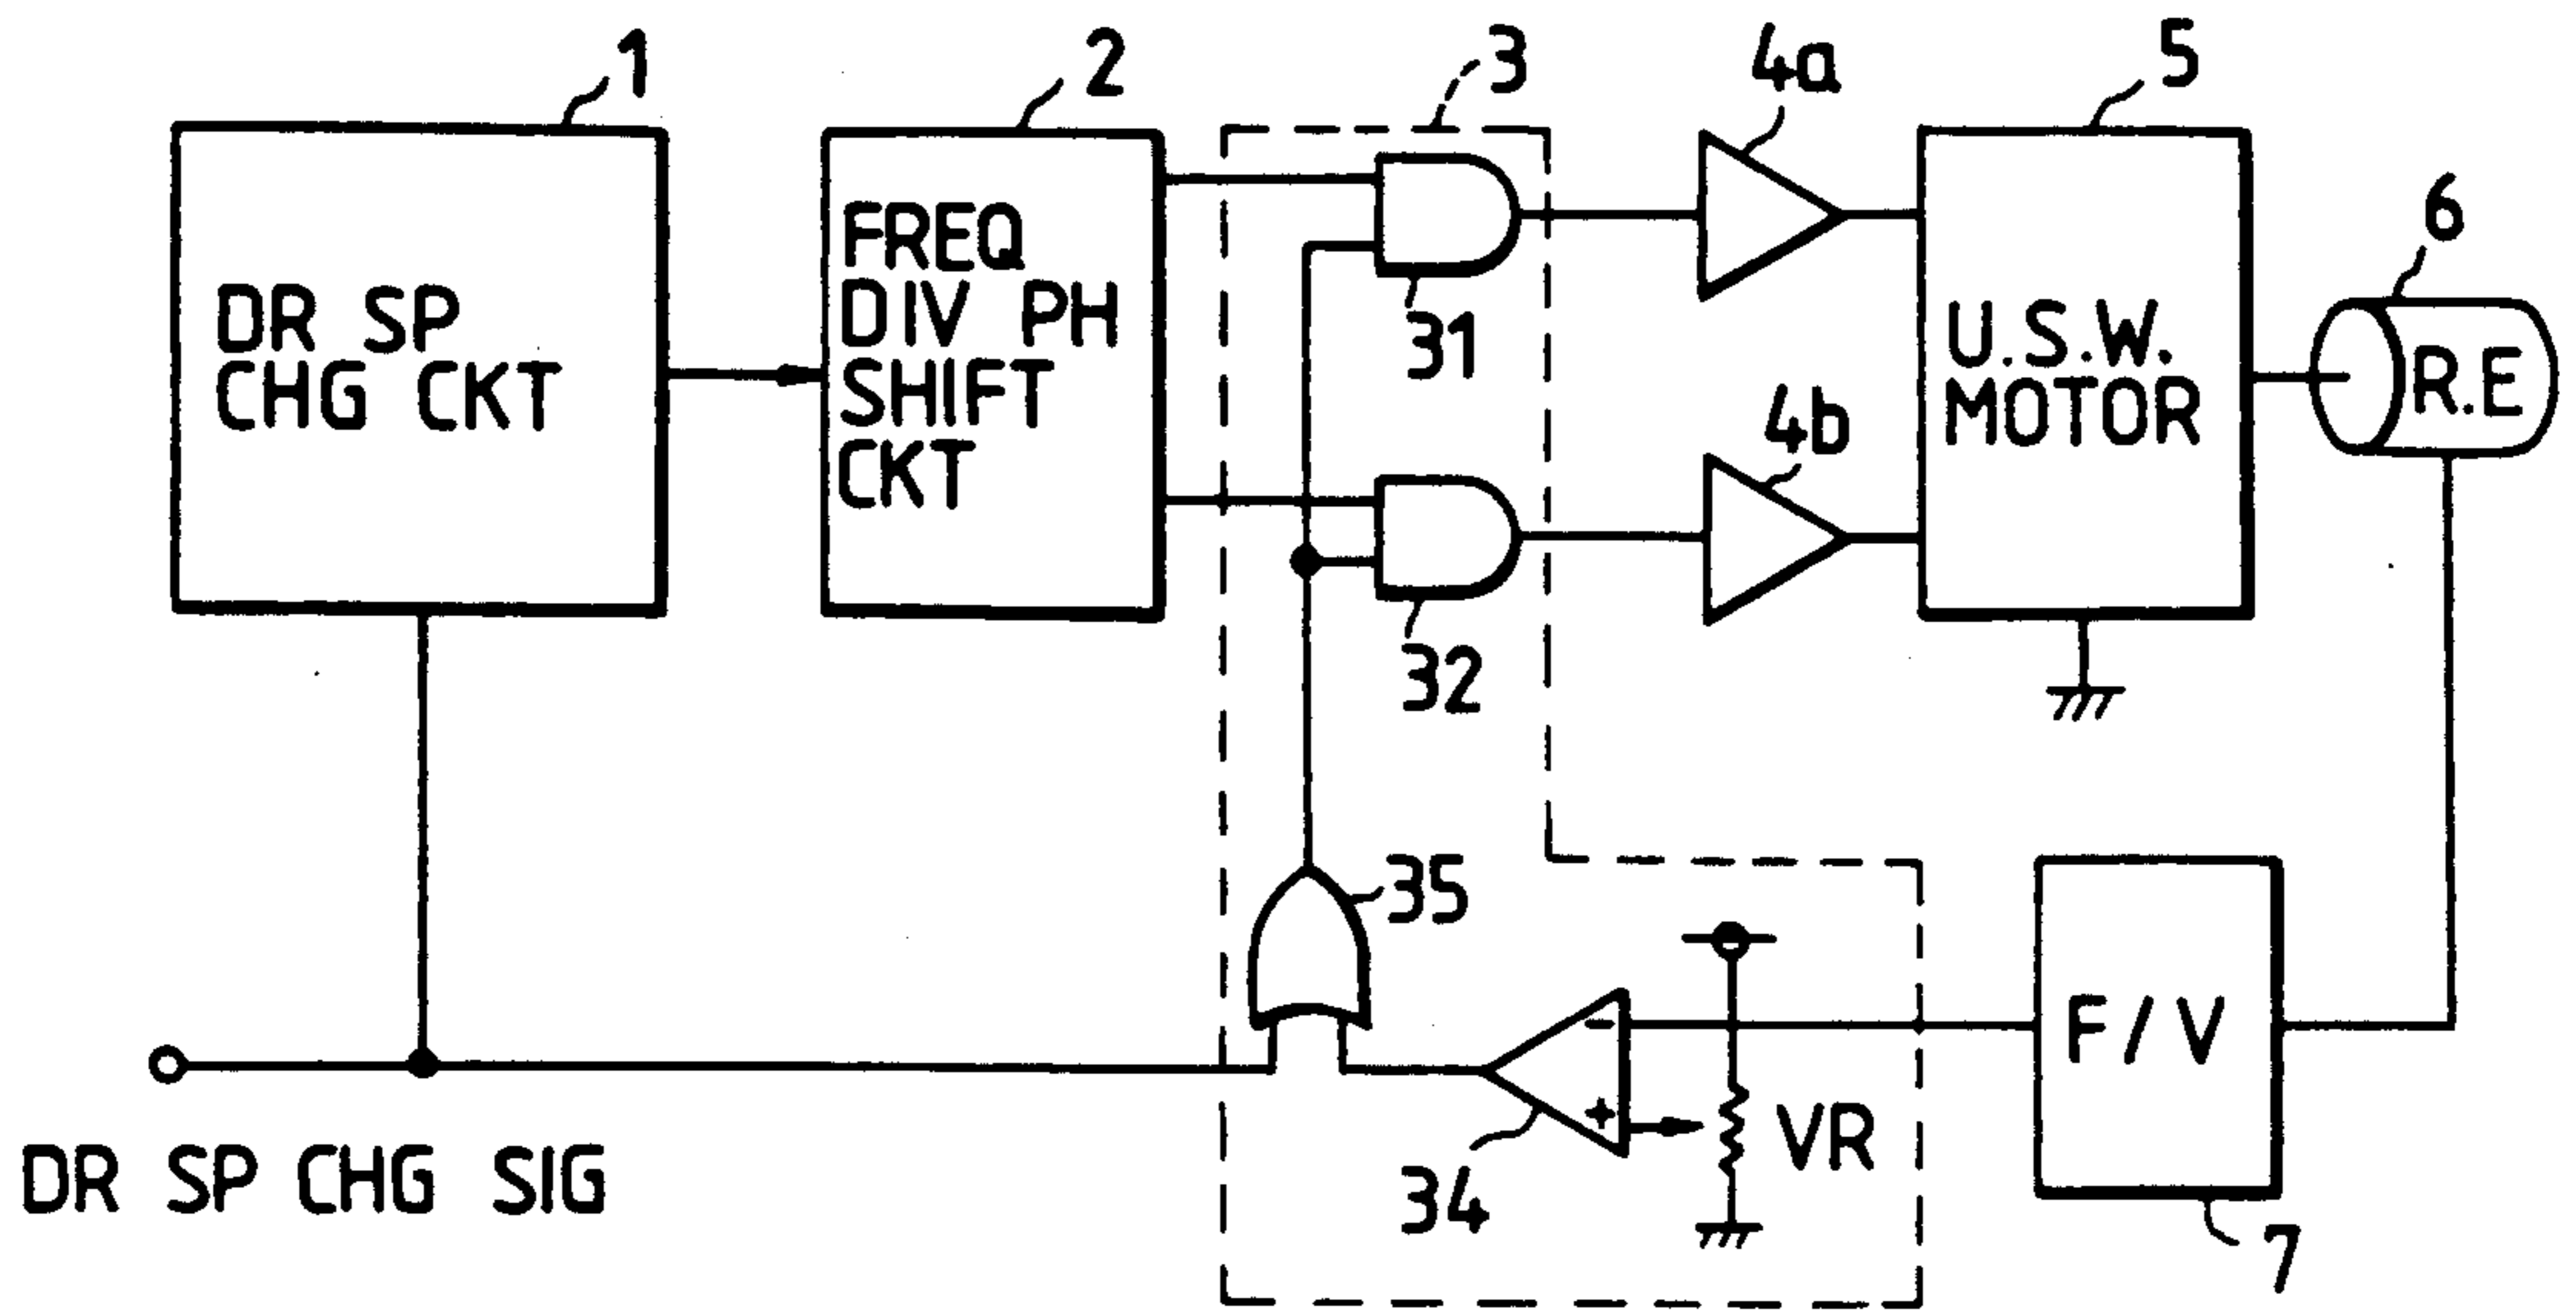 1
2
3
4a
5
6
DR SP
CHG CKT
FREQ
DIV PH
SHIFT
CKT
31
4b
32
U.S.W.
MOTOR
R.E
35
34
-
+
VR
F/V
7
DR SP CHG SIG